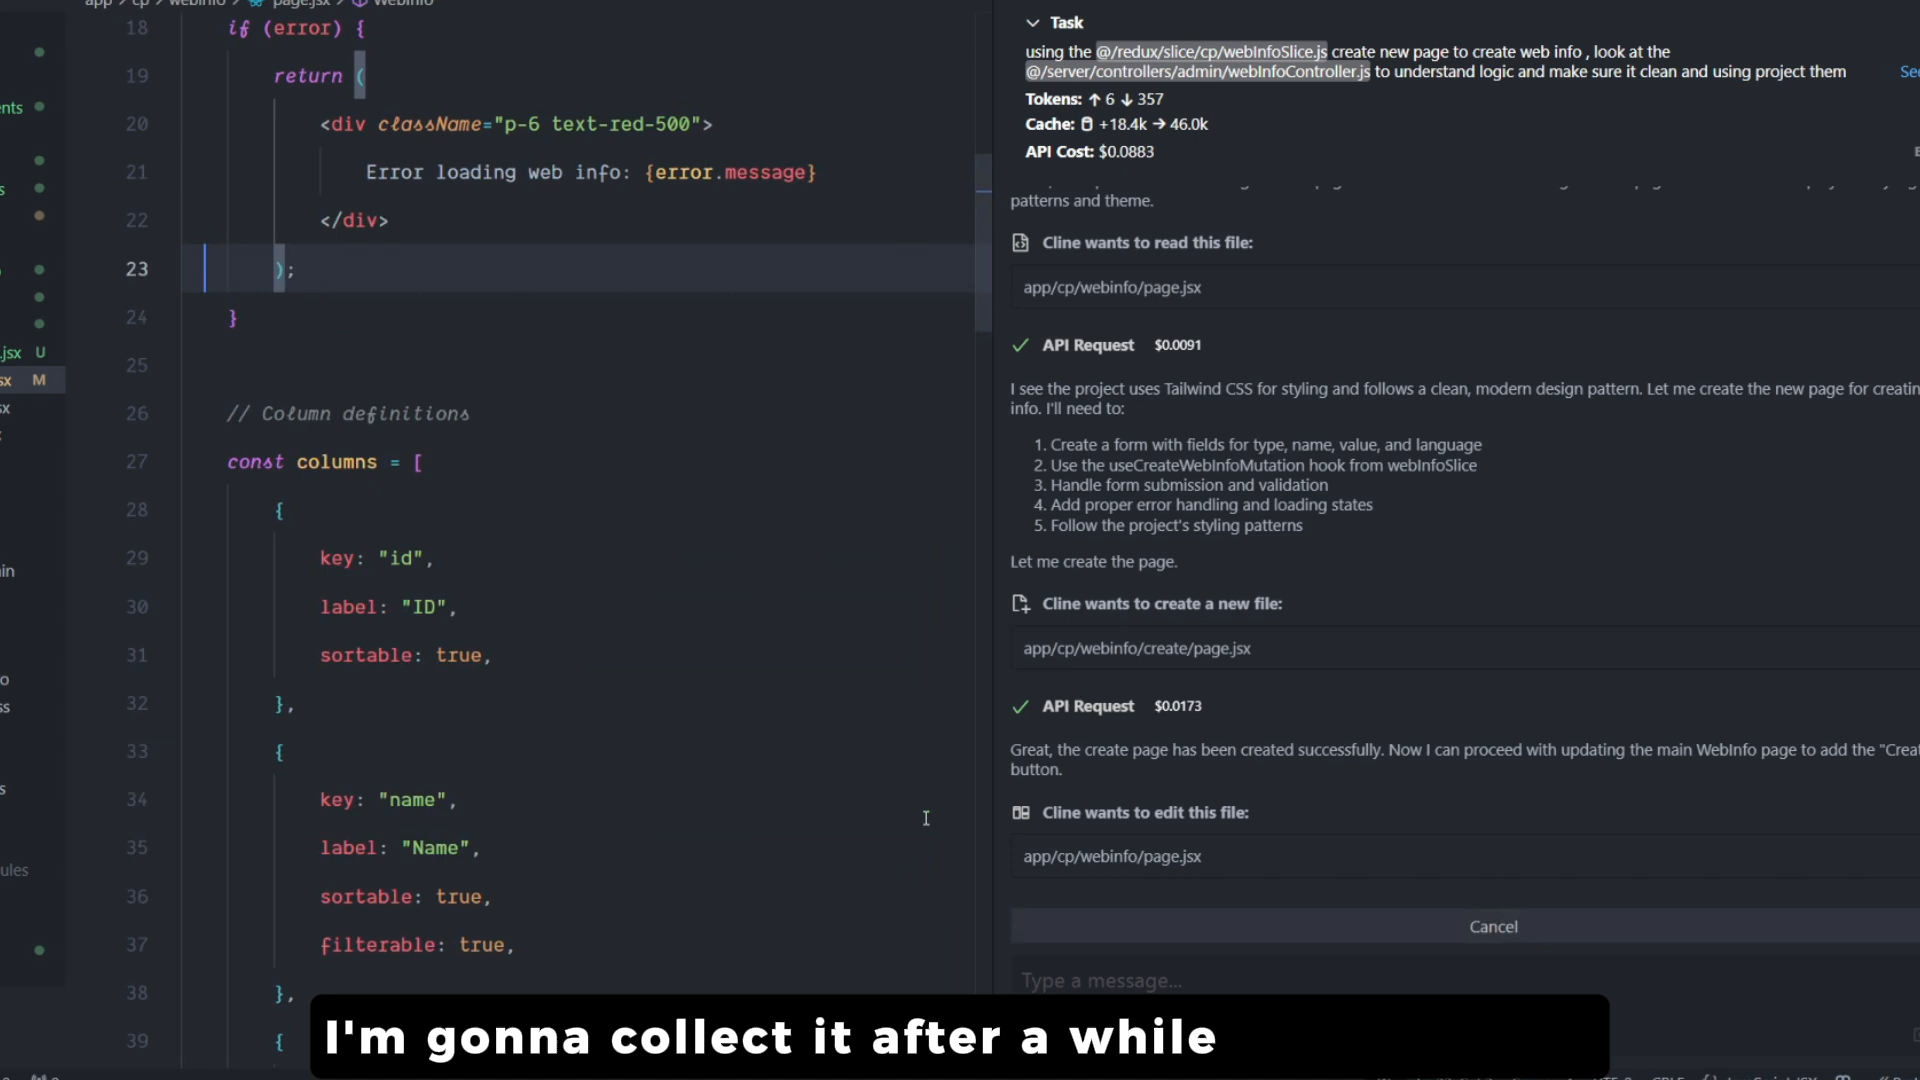 app > cp > webinfo > page.jsx > WebInfo
18 if (error) {
19 return (
ents
20 <div className="p-6 text-red-500">
21 Error loading web info: {error.message}
s
22 </div>
23 );
24 }
.jsx U
25
sx M
sx
26 // Column definitions
27 const columns = [
28 {
29 key: "id",
in
30 label: "ID",
31 sortable: true,
o
32 },
ss
33 {
s
34 key: "name",
35 label: "Name",
ules
36 sortable: true,
37 filterable: true,
38 },
39 {
Task
using the @/redux/slice/cp/webInfoSlice.js create new page to create web info , look at the
@/server/controllers/admin/webInfoController.js to understand logic and make sure it clean and using project them
See
Tokens: ↑ 6 ↓ 357
Cache: +18.4k → 46.0k
API Cost: $0.0883
patterns and theme.
Cline wants to read this file:
app/cp/webinfo/page.jsx
API Request $0.0091
I see the project uses Tailwind CSS for styling and follows a clean, modern design pattern. Let me create the new page for creatin
info. I'll need to:
1. Create a form with fields for type, name, value, and language
2. Use the useCreateWebInfoMutation hook from webInfoSlice
3. Handle form submission and validation
4. Add proper error handling and loading states
5. Follow the project's styling patterns
Let me create the page.
Cline wants to create a new file:
app/cp/webinfo/create/page.jsx
API Request $0.0173
Great, the create page has been created successfully. Now I can proceed with updating the main WebInfo page to add the "Creat
button.
Cline wants to edit this file:
app/cp/webinfo/page.jsx
Cancel
Type a message...
I'm gonna collect it after a while